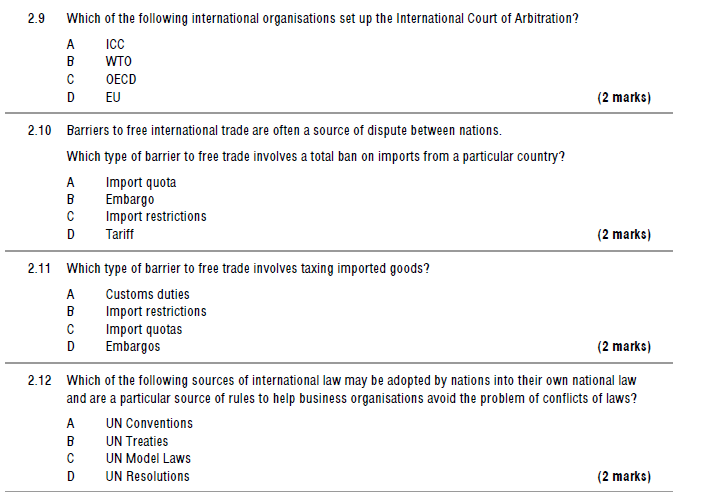 2.9 Which of the following international organisations set up the International Court of Arbitration?
A ICC
B WTO
C OECD
D EU (2 marks)
2.10 Barriers to free international trade are often a source of dispute between nations.
Which type of barrier to free trade involves a total ban on imports from a particular country?
A Import quota
B Embargo
C Import restrictions
D Tariff (2 marks)
2.11 Which type of barrier to free trade involves taxing imported goods?
A Customs duties
B Import restrictions
C Import quotas
D Embargos (2 marks)
2.12 Which of the following sources of international law may be adopted by nations into their own national law
and are a particular source of rules to help business organisations avoid the problem of conflicts of laws?
A UN Conventions
B UN Treaties
C UN Model Laws
D UN Resolutions (2 marks)